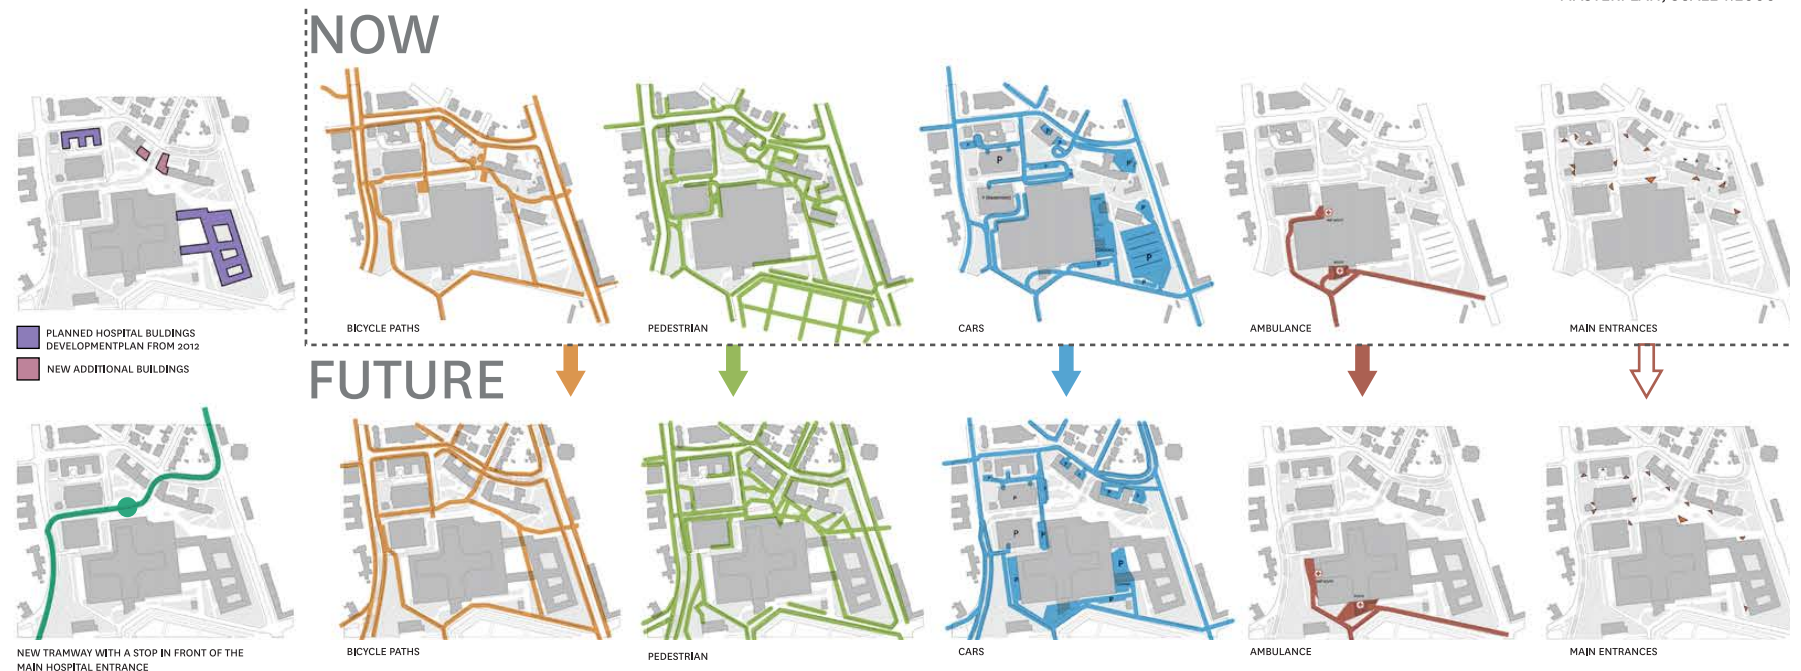 NOW
BICYCLE PATHS
PEDESTRIAN
P
P
P
P
P
CARS
AMBULANCE
MAIN ENTRANCES
PLANNED HOSPITAL BUILDINGS
DEVELOPMENTPLAN FROM 2012
NEW ADDITIONAL BUILDINGS
FUTURE
P
P
P
P
P
P
BICYCLE PATHS
PEDESTRIAN
CARS
AMBULANCE
MAIN ENTRANCES
NEW TRAMWAY WITH A STOP IN FRONT OF THE
MAIN HOSPITAL ENTRANCE